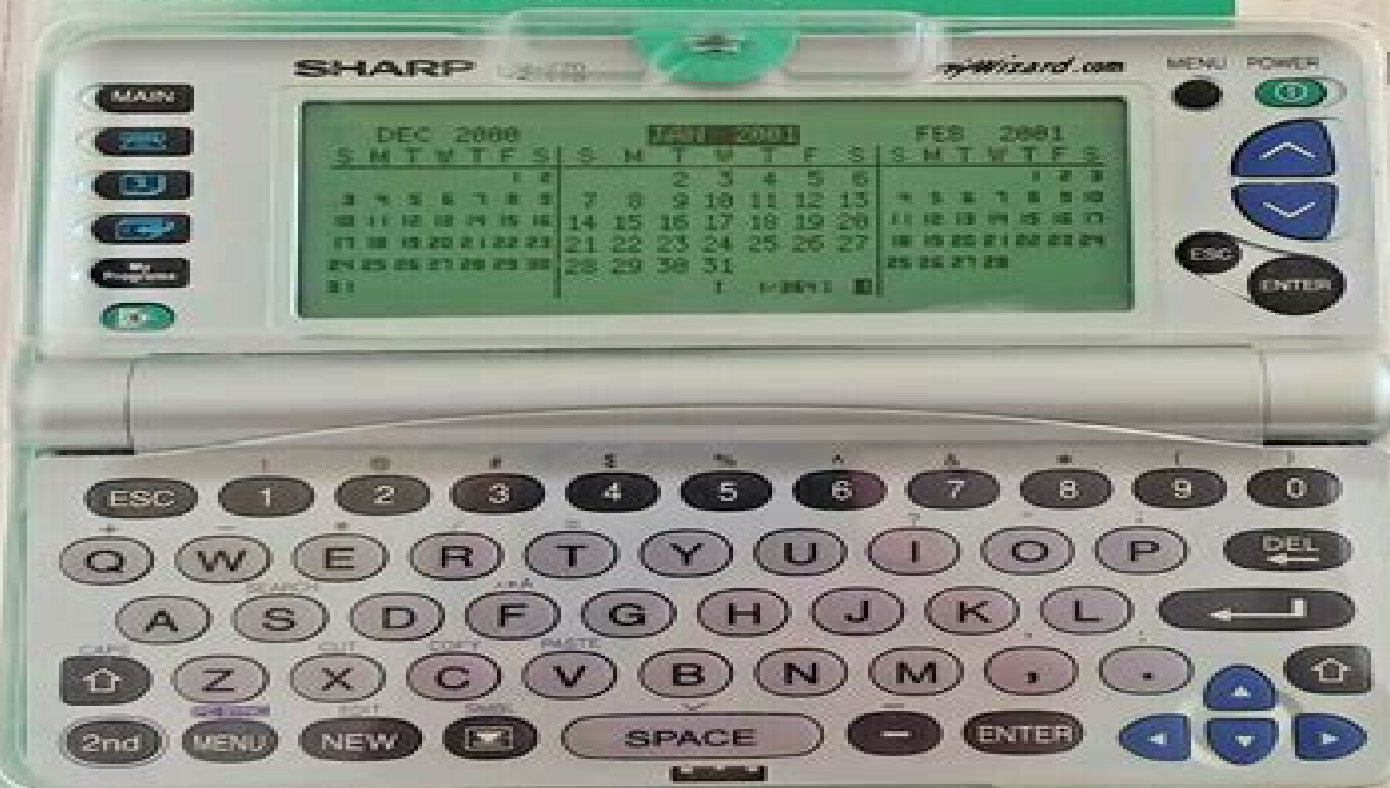 SHARP
myWizard.com
MENU POWER
MAIN
DEC 2000 JAN 2001 FEB 2001
S M T W T F S S M T W T F S S M T W T F S
1 2 2 3 4 5 6 1 2 3
3 4 5 6 7 8 9 7 8 9 10 11 12 13 4 5 6 7 8 9 10
10 11 12 13 14 15 16 14 15 16 17 18 19 20 11 12 13 14 15 16 17
17 18 19 20 21 22 23 21 22 23 24 25 26 27 18 19 20 21 22 23 24
24 25 26 27 28 29 30 28 29 30 31 25 26 27 28
31
My
Programs
ESC
ENTER
! @ # $ % ^ & * ( )
ESC 1 2 3 4 5 6 7 8 9 0
Q W E R T Y U I O P DEL
SEARCH
A S D F G H J K L
CAPS CUT COPY PASTE
Z X C V B N M , .
EDIT
2nd MENU NEW SPACE - ENTER